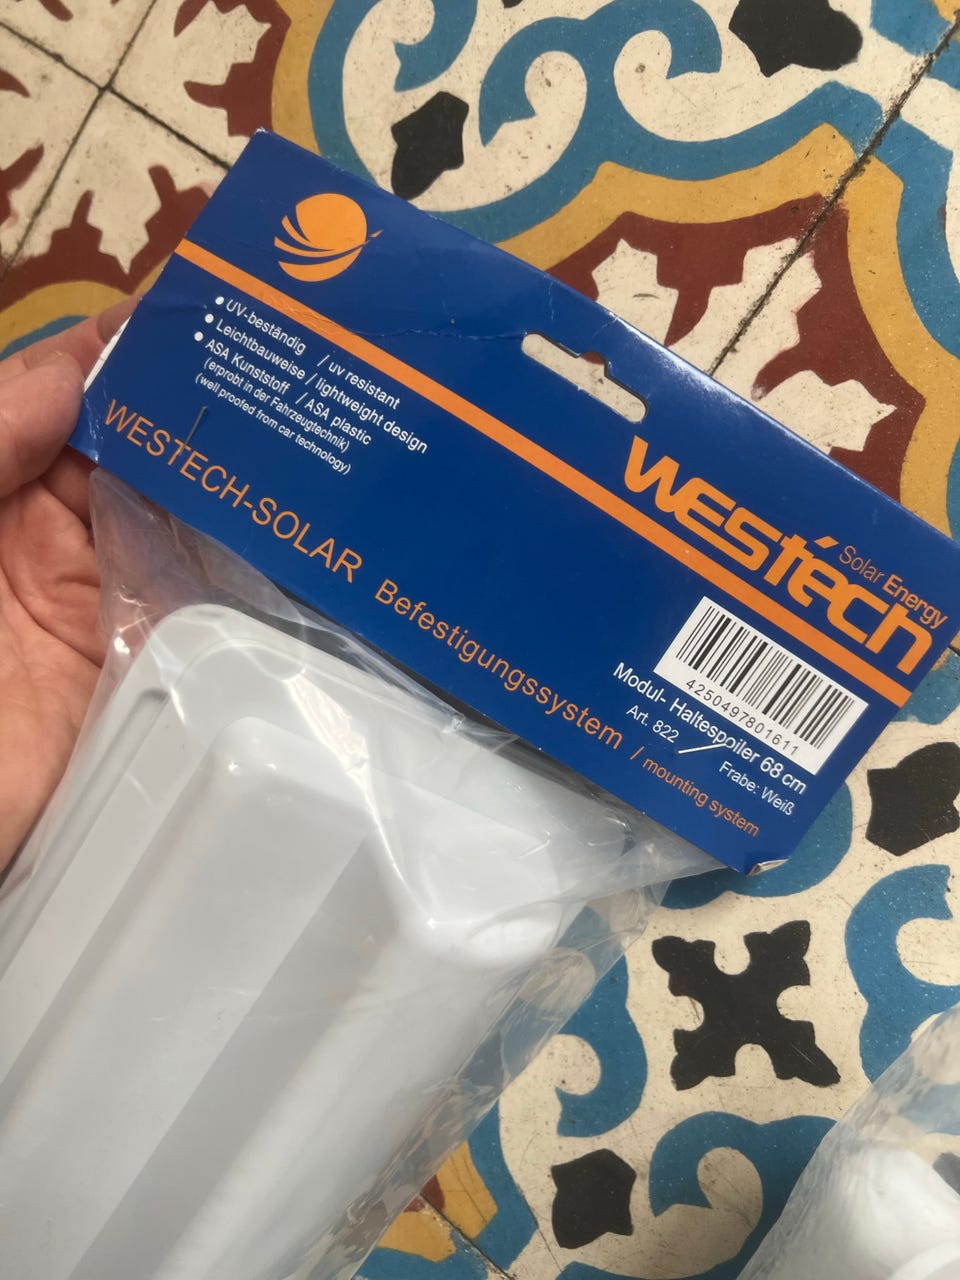 UV-beständig / uv resistant
Leichtbauweise / lightweight design
ASA Kunststoff / ASA plastic
(erprobt in der Fahrzeugtechnik)
(well proofed from car technology)
WESTECH-SOLAR Befestigungssystem / mounting system
Westech
Solar Energy
4250497801611
Modul- Haltespoiler 68 cm
Art. 822
Frabe: Weiß